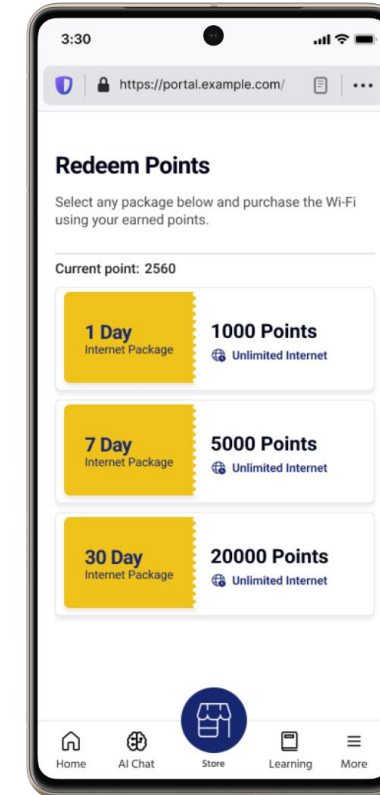 3:30
https://portal.example.com/
Redeem Points
Select any package below and purchase the Wi-Fi
using your earned points.
Current point: 2560
1 Day
Internet Package
1000 Points
Unlimited Internet
7 Day
Internet Package
5000 Points
Unlimited Internet
30 Day
Internet Package
20000 Points
Unlimited Internet
Home
AI Chat
Store
Learning
More